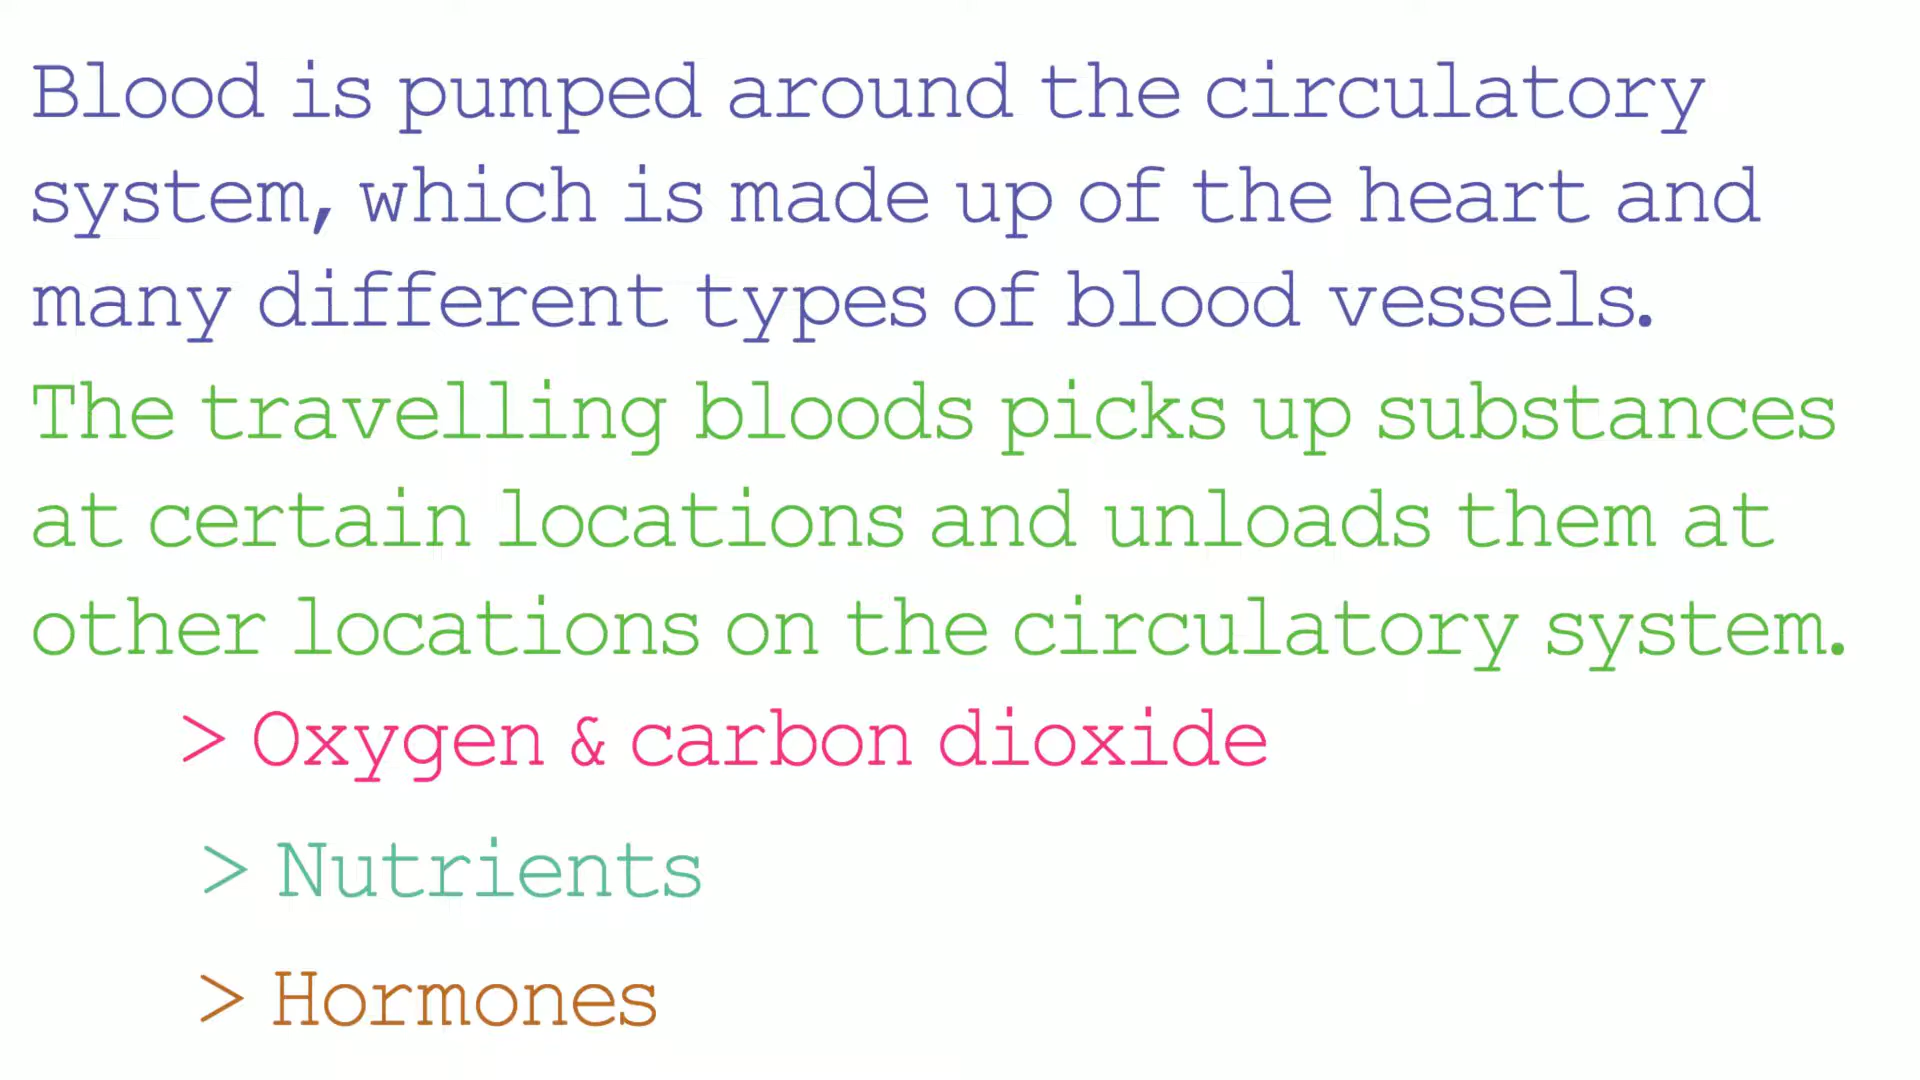 Blood is pumped around the circulatory
system, which is made up of the heart and
many different types of blood vessels.
The travelling bloods picks up substances
at certain locations and unloads them at
other locations on the circulatory system.
> Oxygen & carbon dioxide
> Nutrients
> Hormones